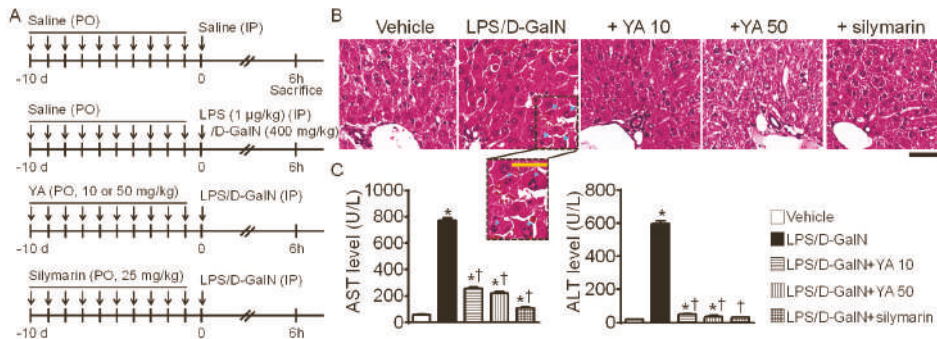 A
Saline (PO)
Saline (IP)
–10 d
0
6h
Sacrifice
Saline (PO)
LPS (1 µg/kg) (IP)
/D-GalN (400 mg/kg)
–10 d
0
6h
YA (PO, 10 or 50 mg/kg)
LPS/D-GalN (IP)
–10 d
0
6h
Silymarin (PO, 25 mg/kg)
LPS/D-GalN (IP)
–10 d
0
6h
B
Vehicle
LPS/D-GalN
+ YA 10
+YA 50
+ silymarin
C
AST level (U/L)
1000
800
600
400
200
0
*
*†
*†
*†
ALT level (U/L)
800
600
400
200
0
*
*†
*†
†
Vehicle
LPS/D-GalN
LPS/D-GalN+YA 10
LPS/D-GalN+YA 50
LPS/D-GalN+silymarin